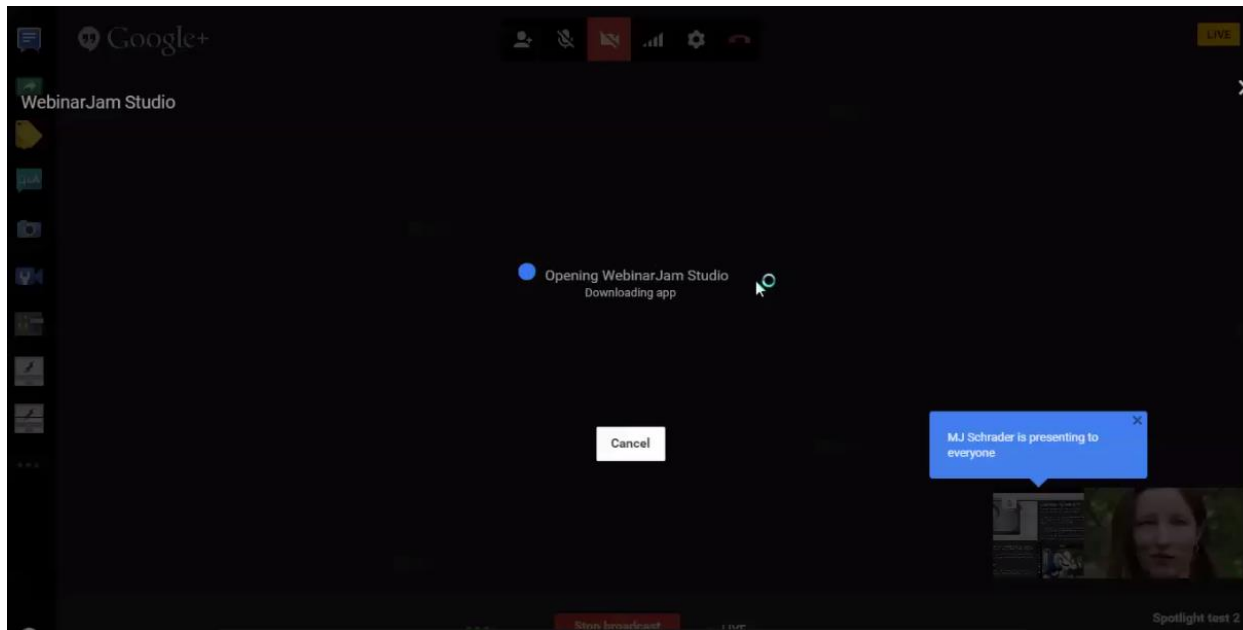 Google+
LIVE
WebinarJam Studio
Q&A
Opening WebinarJam Studio
Downloading app
Cancel
MJ Schrader is presenting to
everyone
Stop broadcast
LIVE
Spotlight test 2